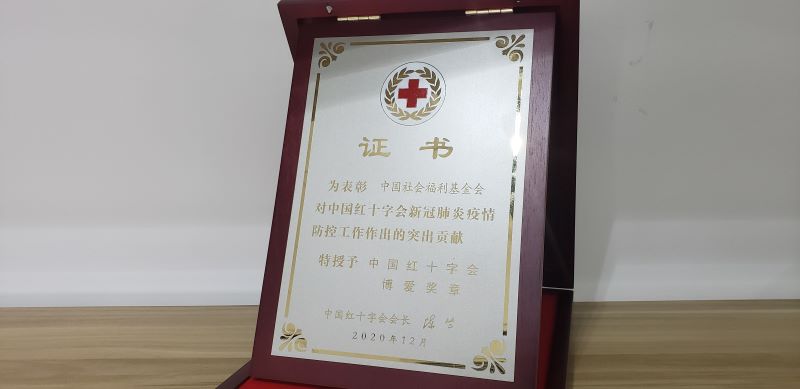 证书
为表彰 中国社会福利基金会
对中国红十字会新冠肺炎疫情
防控工作作出的突出贡献
特授予 中国红十字会
博爱奖章
中国红十字会会长 陈竺
2020年12月